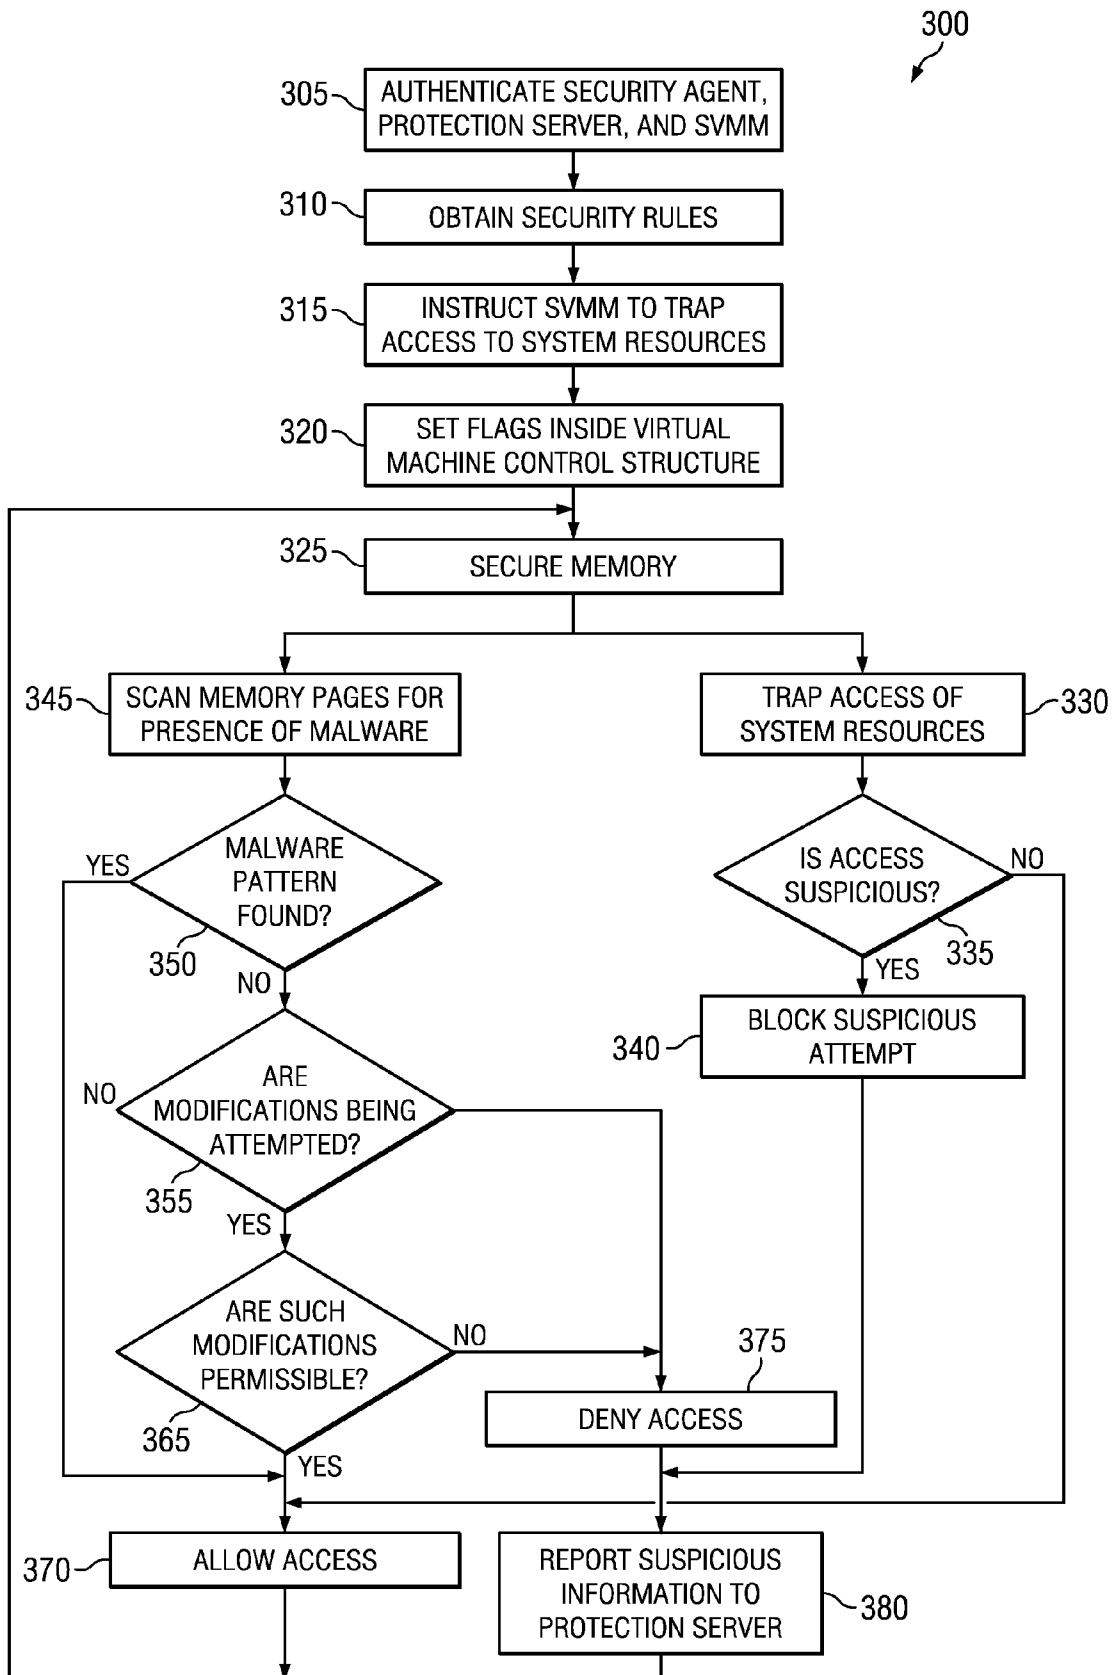 300
305
AUTHENTICATE SECURITY AGENT,
PROTECTION SERVER, AND SVMM
310
OBTAIN SECURITY RULES
315
INSTRUCT SVMM TO TRAP
ACCESS TO SYSTEM RESOURCES
320
SET FLAGS INSIDE VIRTUAL
MACHINE CONTROL STRUCTURE
325
SECURE MEMORY
345
SCAN MEMORY PAGES FOR
PRESENCE OF MALWARE
TRAP ACCESS OF
SYSTEM RESOURCES
330
YES
MALWARE
PATTERN
FOUND?
350
NO
IS ACCESS
SUSPICIOUS?
NO
335
YES
340
BLOCK SUSPICIOUS
ATTEMPT
NO
ARE
MODIFICATIONS BEING
ATTEMPTED?
355
YES
ARE SUCH
MODIFICATIONS
PERMISSIBLE?
NO
365
YES
375
DENY ACCESS
370
ALLOW ACCESS
REPORT SUSPICIOUS
INFORMATION TO
PROTECTION SERVER
380